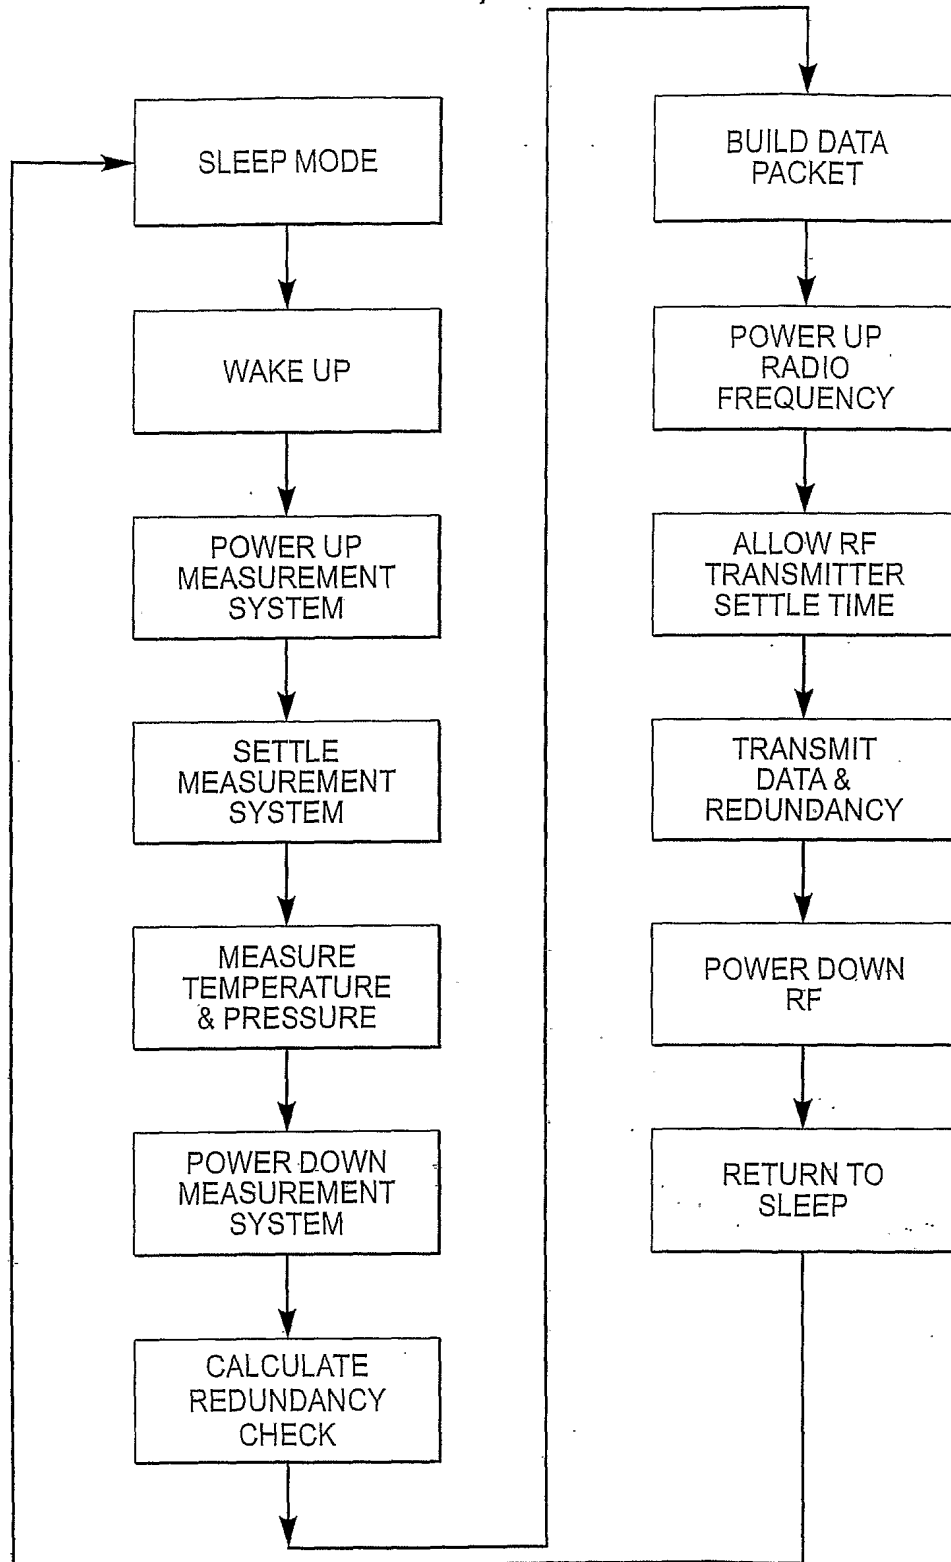 SLEEP MODE
WAKE UP
POWER UP
MEASUREMENT
SYSTEM
SETTLE
MEASUREMENT
SYSTEM
MEASURE
TEMPERATURE
& PRESSURE
POWER DOWN
MEASUREMENT
SYSTEM
CALCULATE
REDUNDANCY
CHECK
BUILD DATA
PACKET
POWER UP
RADIO
FREQUENCY
ALLOW RF
TRANSMITTER
SETTLE TIME
TRANSMIT
DATA &
REDUNDANCY
POWER DOWN
RF
RETURN TO
SLEEP